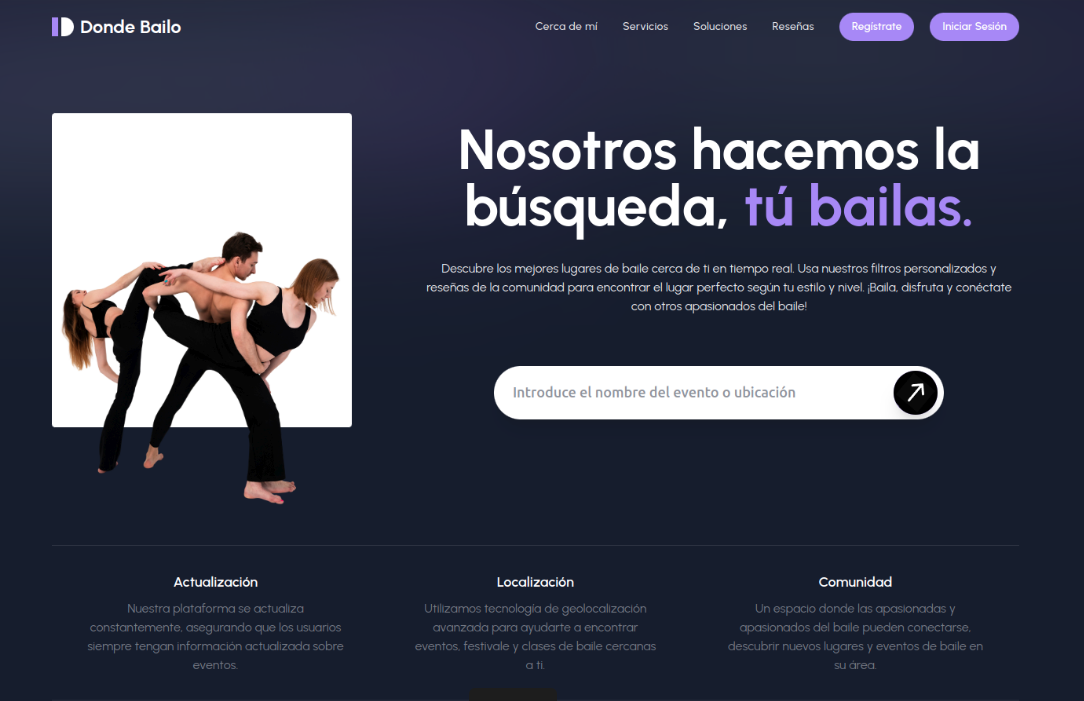 Donde Bailo
Cerca de mí
Servicios
Soluciones
Reseñas
Regístrate
Iniciar Sesión
Nosotros hacemos la
búsqueda, tú bailas.
Descubre los mejores lugares de baile cerca de ti en tiempo real. Usa nuestros filtros personalizados y
reseñas de la comunidad para encontrar el lugar perfecto según tu estilo y nivel. ¡Baila, disfruta y conéctate
con otros apasionados del baile!
Introduce el nombre del evento o ubicación
Actualización
Nuestra plataforma se actualiza
constantemente, asegurando que los usuarios
siempre tengan información actualizada sobre
eventos.
Localización
Utilizamos tecnología de geolocalización
avanzada para ayudarte a encontrar
eventos, festivale y clases de baile cercanas
a ti.
Comunidad
Un espacio donde las apasionadas y
apasionados del baile pueden conectarse,
descubrir nuevos lugares y eventos de baile en
su área.